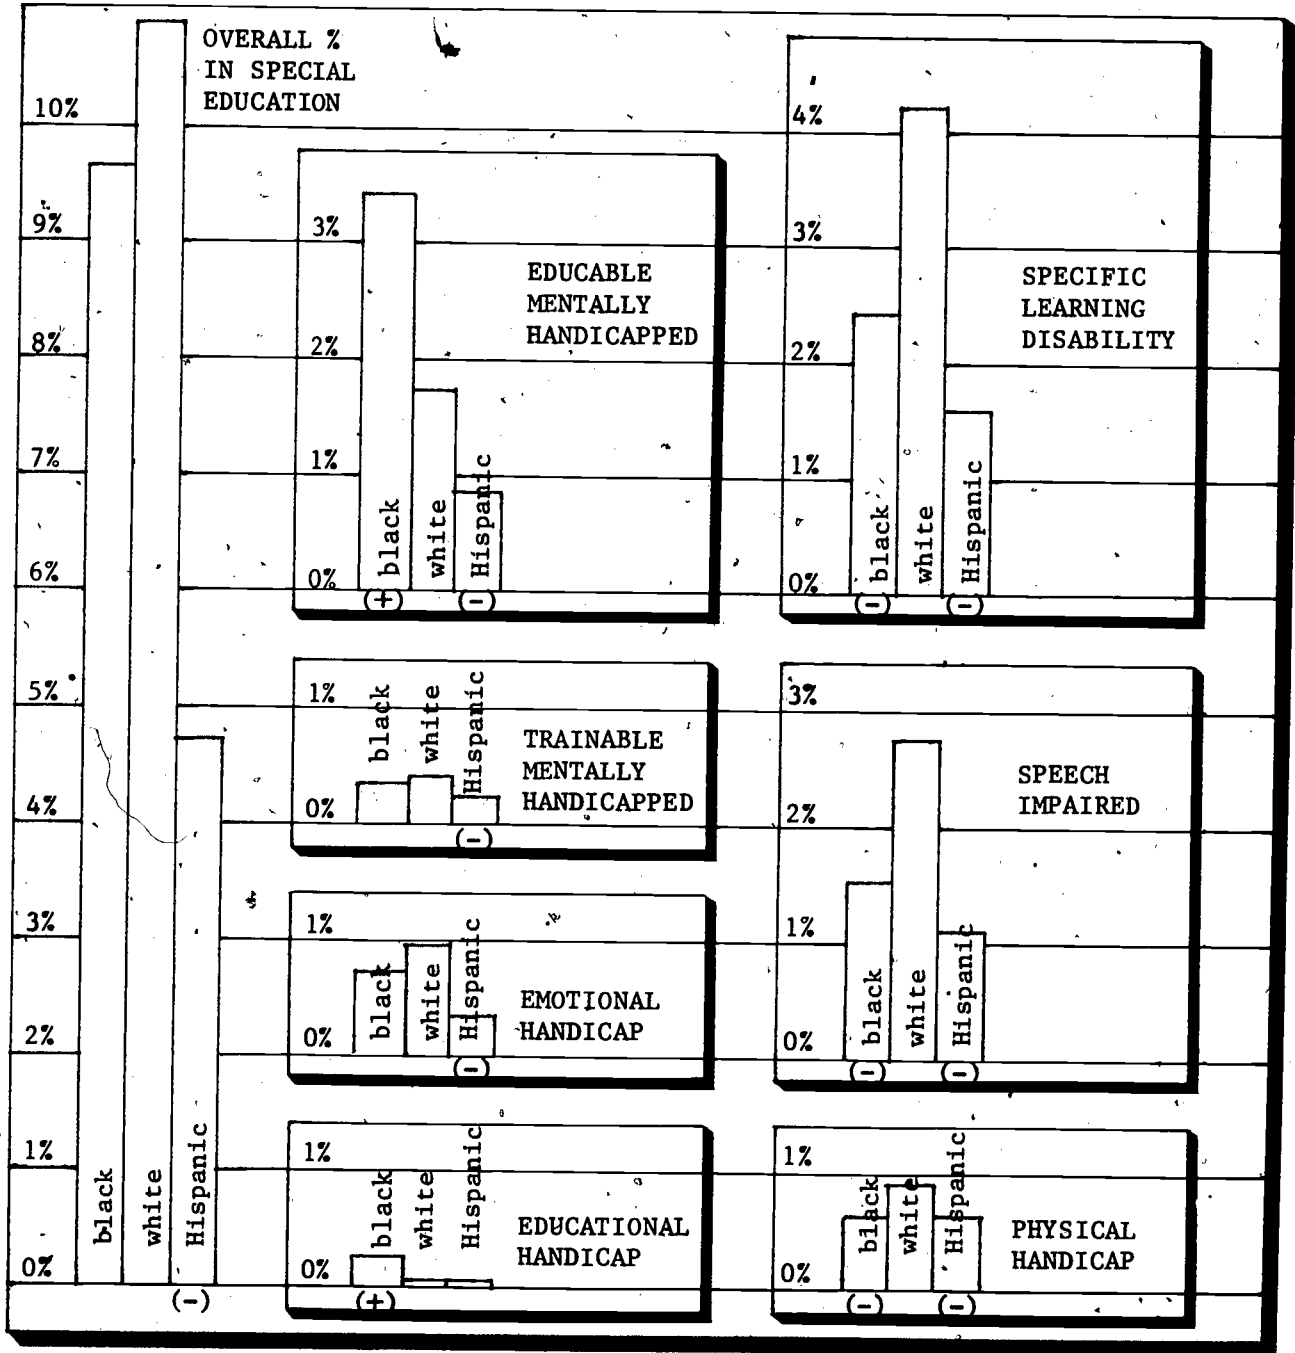 OVERALL %
IN SPECIAL
EDUCATION
10%
9%
8%
7%
6%
5%
4%
3%
2%
1%
0%
black
white
Hispanic
(-)
3%
2%
1%
0%
EDUCABLE
MENTALLY
HANDICAPPED
black
white
Hispanic
(+)
(-)
4%
3%
2%
1%
0%
SPECIFIC
LEARNING
DISABILITY
black
white
Hispanic
(-)
(-)
1%
0%
black
white
Hispanic
TRAINABLE
MENTALLY
HANDICAPPED
(-)
3%
2%
1%
0%
SPEECH
IMPAIRED
black
white
Hispanic
(-)
(-)
1%
0%
black
white
Hispanic
EMOTIONAL
HANDICAP
(-)
1%
0%
black
white
Hispanic
EDUCATIONAL
HANDICAP
(+)
1%
0%
black
white
Hispanic
PHYSICAL
HANDICAP
(-)
(-)